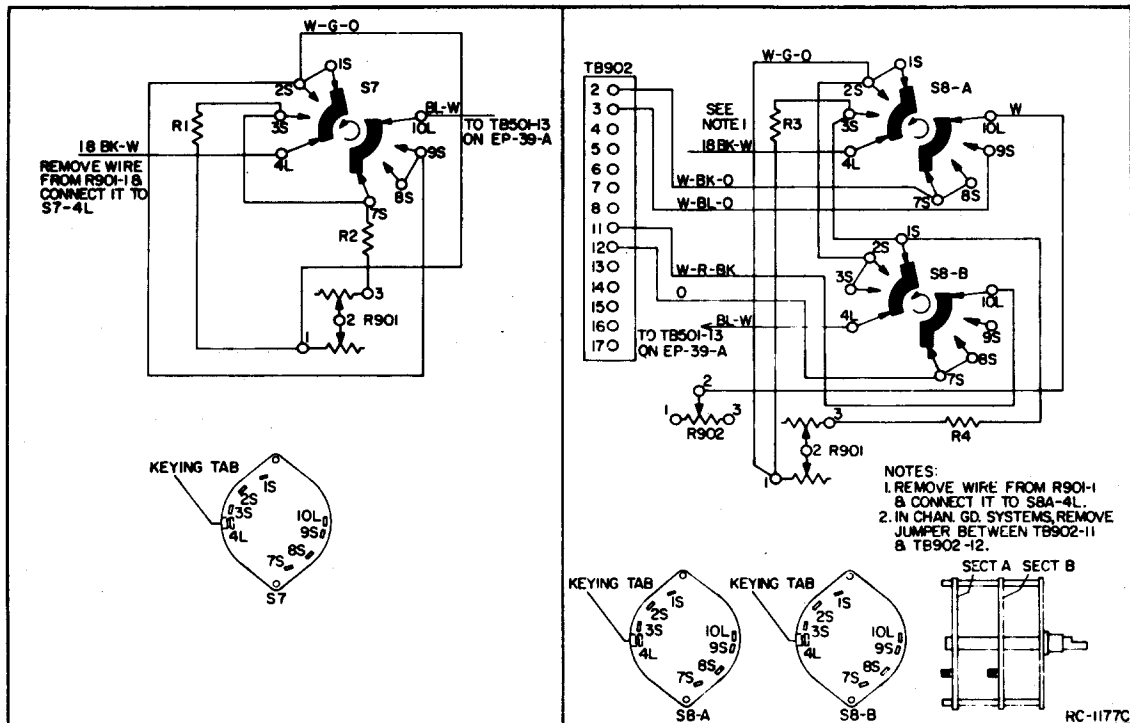 W-G-O
1S
2S
S7
R1
3S
BL-W
10L
TO TB501-13
ON EP-39-A
18 BK-W
4L
9S
REMOVE WIRE
FROM R901-1 &
CONNECT IT TO
S7-4L
8S
7S
R2
3
2 R901
1
KEYING TAB
1S
2S
3S
4L
10L
9S
8S
7S
S7
W-G-O
1S
TB902
2S
S8-A
2
3
4
5
6
7
8
11
12
13
14
15
16
17
SEE
NOTE 1
R3
3S
W
10L
18BK-W
4L
9S
W-BK-O
8S
W-BL-O
7S
1S
2S
W-R-BK
3S
S8-B
O
10L
BL-W
4L
9S
TO TB501-13
ON EP-39-A
8S
7S
2
1
3
R902
3
2 R901
R4
1
NOTES:
1. REMOVE WIRE FROM R901-1
& CONNECT IT TO S8A-4L.
2. IN CHAN. GD. SYSTEMS, REMOVE
JUMPER BETWEEN TB902-11
& TB902-12.
SECT A SECT B
KEYING TAB
1S
2S
3S
4L
10L
9S
8S
7S
S8-A
KEYING TAB
1S
2S
3S
4L
10L
9S
8S
7S
S8-B
RC-1177C